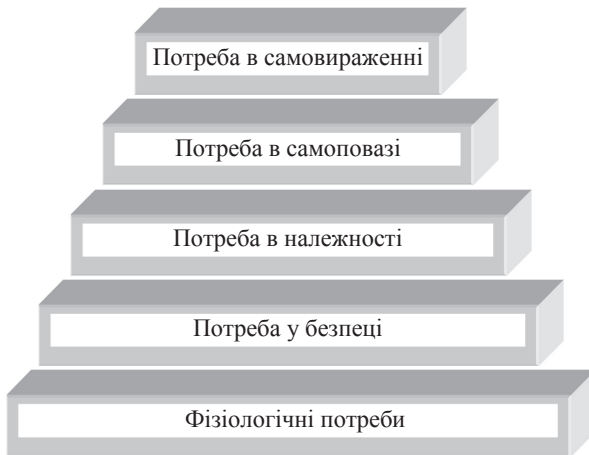 Потреба в самовираженні
Потреба в самоповазі
Потреба в належності
Потреба у безпеці
Фізіологічні потреби